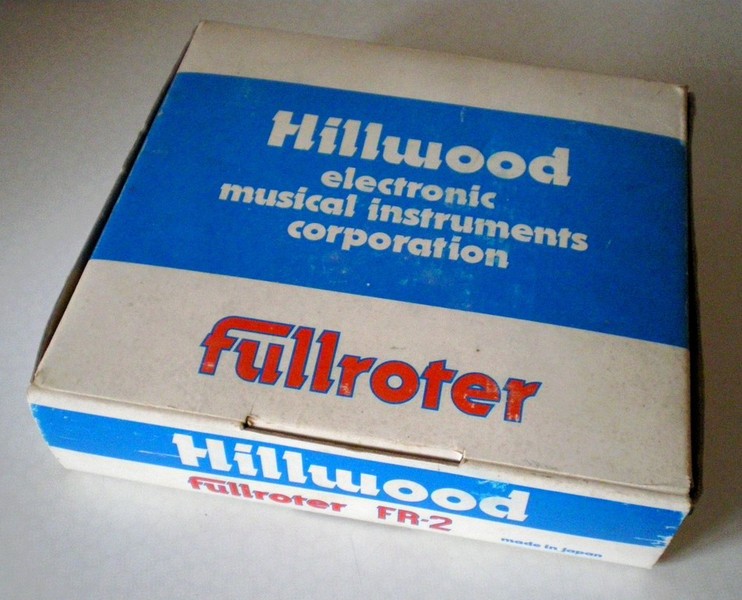 Hillwood
electronic
musical instruments
corporation
fullroter
Hillwood
fullroter FR-2
made in Japan